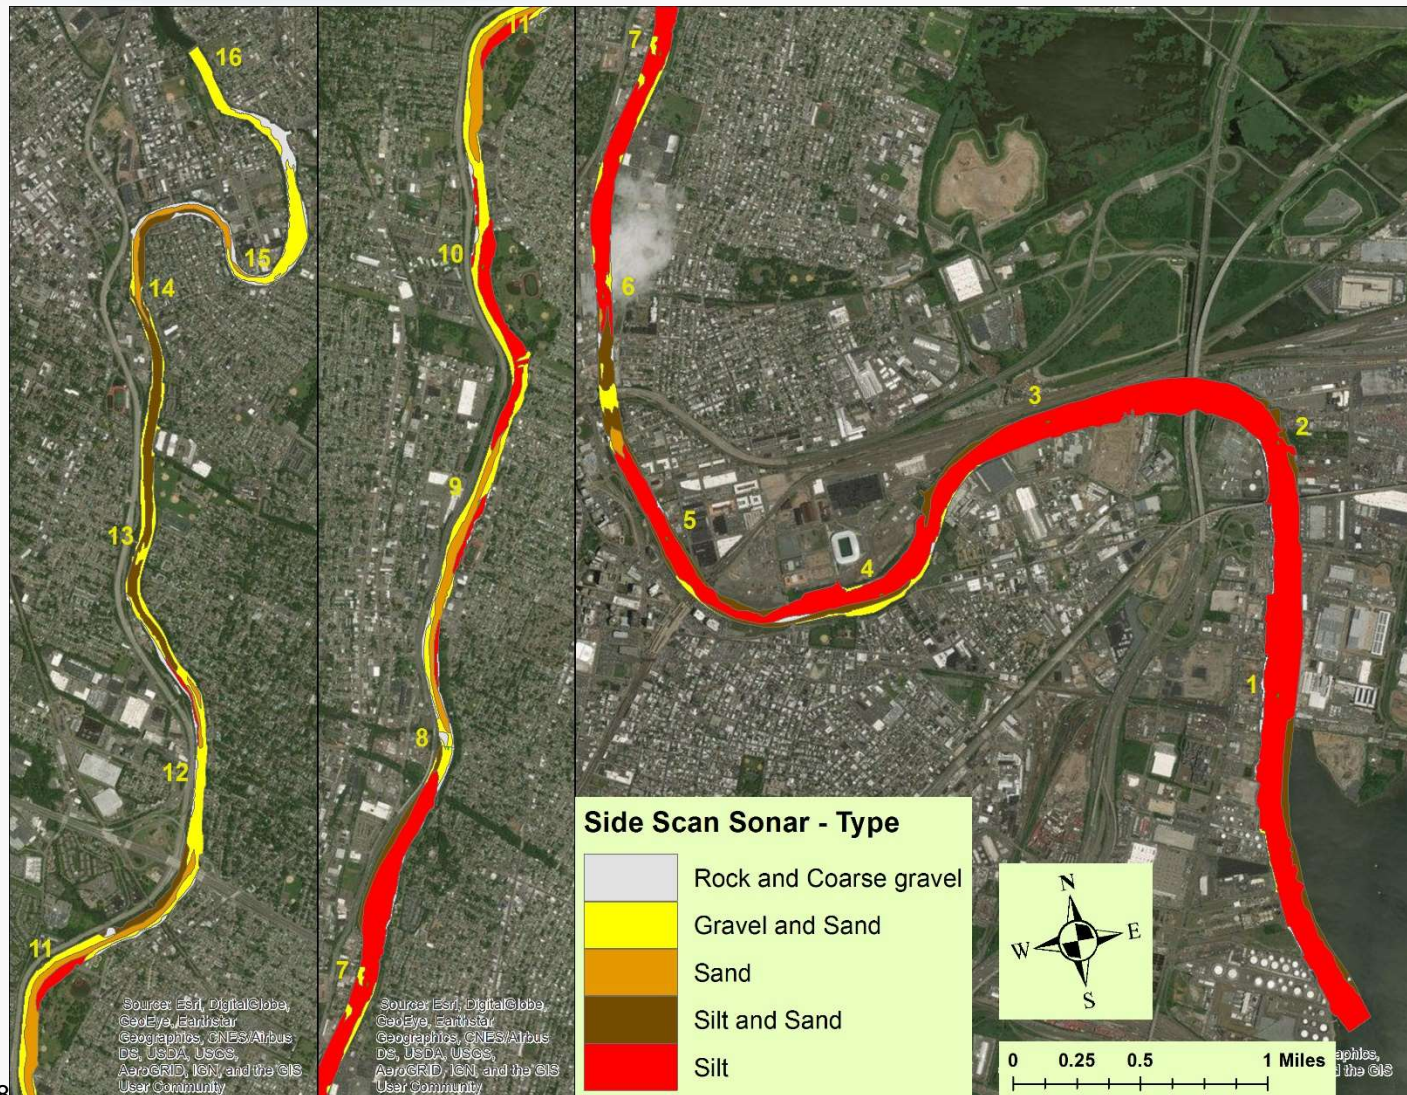 16
15
14
13
12
11
Source: Esri, DigitalGlobe,
GeoEye, Earthstar
Geographics, CNES/Airbus
DS, USDA, USGS,
AeroGRID, IGN, and the GIS
User Community
11
10
9
8
7
Source: Esri, DigitalGlobe,
GeoEye, Earthstar
Geographics, CNES/Airbus
DS, USDA, USGS,
AeroGRID, IGN, and the GIS
User Community
7
6
5
4
3
2
1
Side Scan Sonar - Type
Rock and Coarse gravel
Gravel and Sand
Sand
Silt and Sand
Silt
N
W E
S
0 0.25 0.5 1 Miles
aphics,
the GIS